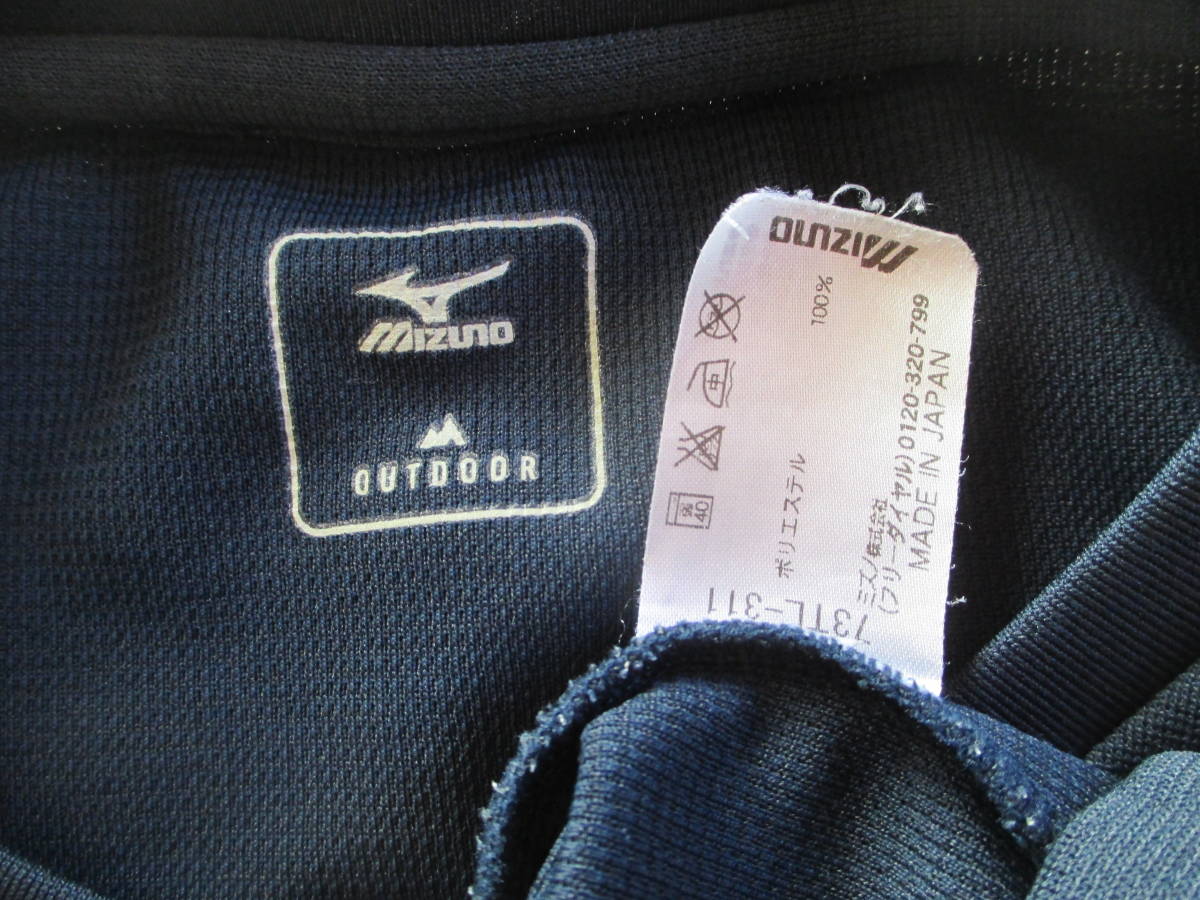 MIZUNO
OUTDOOR
MIZUNO
ポリエステル 100%
40
ミズノ株式会社
(フリーダイヤル) 0120-320-799
MADE IN JAPAN
73TL-311